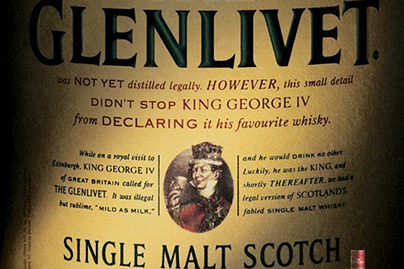 GLENLIVET.
was NOT YET distilled legally. HOWEVER, this small detail
DIDN'T STOP KING GEORGE IV
from DECLARING it his favourite whisky.
While on a royal visit to
Edinburgh, KING GEORGE IV
of GREAT BRITAIN called for
THE GLENLIVET. It was illegal
but sublime, "MILD AS MILK,"
and he would DRINK no other.
Luckily, he was the KING, and
shortly THEREAFTER, we had a
legal version of SCOTLAND'S
fabled SINGLE MALT WHISKY.
SINGLE MALT SCOTCH